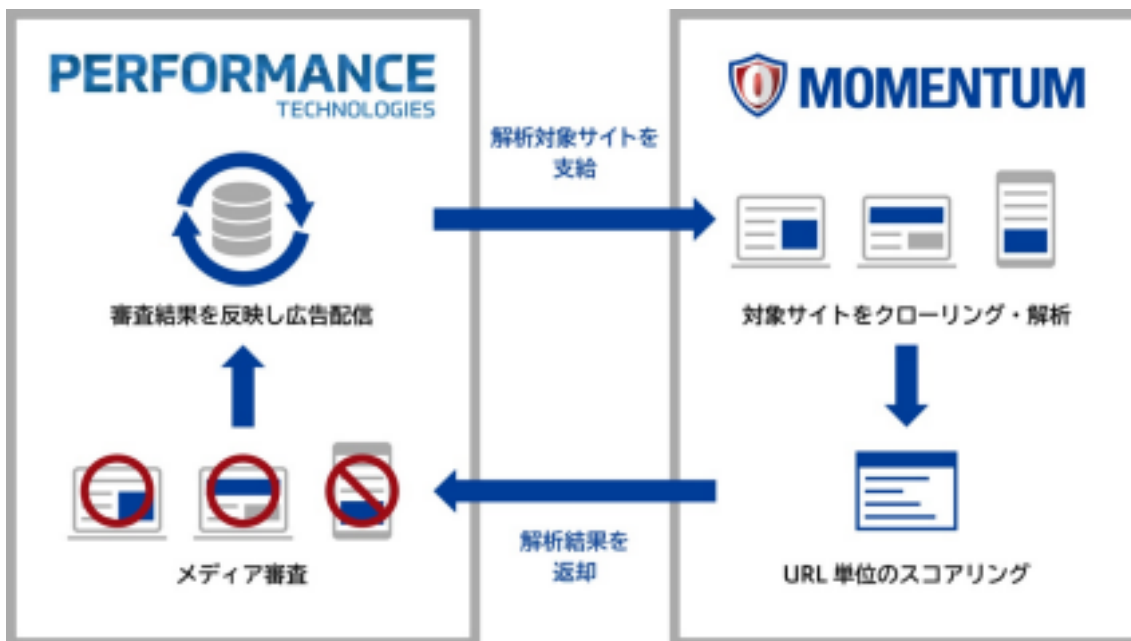 PERFORMANCE
TECHNOLOGIES
MOMENTUM
解析対象サイトを
支給
審査結果を反映し広告配信
対象サイトをクローリング・解析
解析結果を
返却
メディア審査
URL 単位のスコアリング